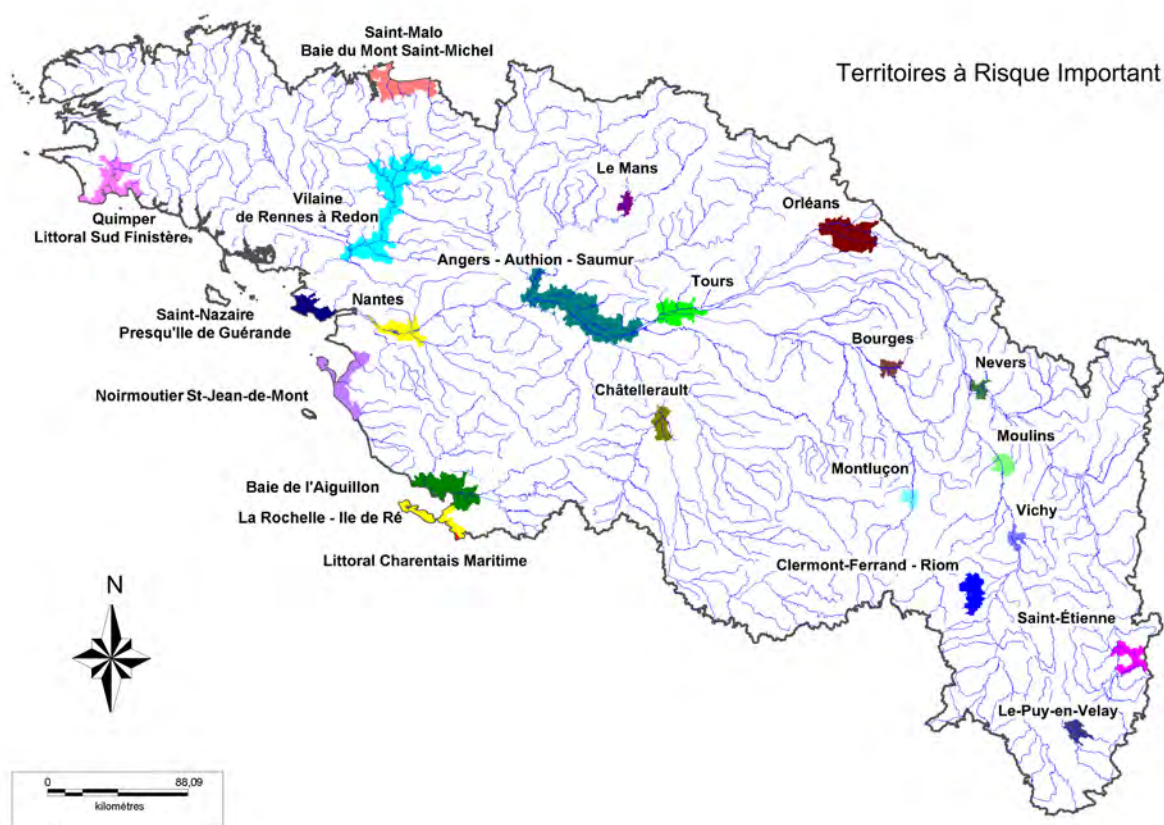 Saint-Malo
Baie du Mont Saint-Michel
Territoires à Risque Important
Le Mans
Vilaine
de Rennes à Redon
Orléans
Quimper
Littoral Sud Finistère
Angers - Authion - Saumur
Tours
Saint-Nazaire
Presqu'Ile de Guérande
Nantes
Bourges
Nevers
Noirmoutier St-Jean-de-Mont
Châtellerault
Moulins
Montluçon
Baie de l'Aiguillon
La Rochelle - Ile de Ré
Vichy
Littoral Charentais Maritime
Clermont-Ferrand - Riom
N
Saint-Étienne
Le-Puy-en-Velay
0 88,09
kilomètres